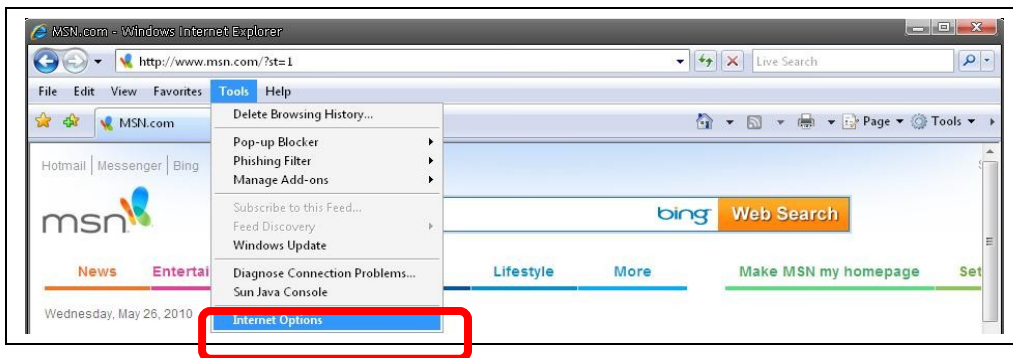 MSN.com - Windows Internet Explorer
http://www.msn.com/?st=1
Live Search
File Edit View Favorites Tools Help
MSN.com
Page Tools
Delete Browsing History...
Pop-up Blocker
Phishing Filter
Manage Add-ons
Subscribe to this Feed...
Feed Discovery
Windows Update
Diagnose Connection Problems...
Sun Java Console
Internet Options
Hotmail Messenger Bing
msn
bing Web Search
News Entertai Lifestyle More Make MSN my homepage Set
Wednesday, May 26, 2010